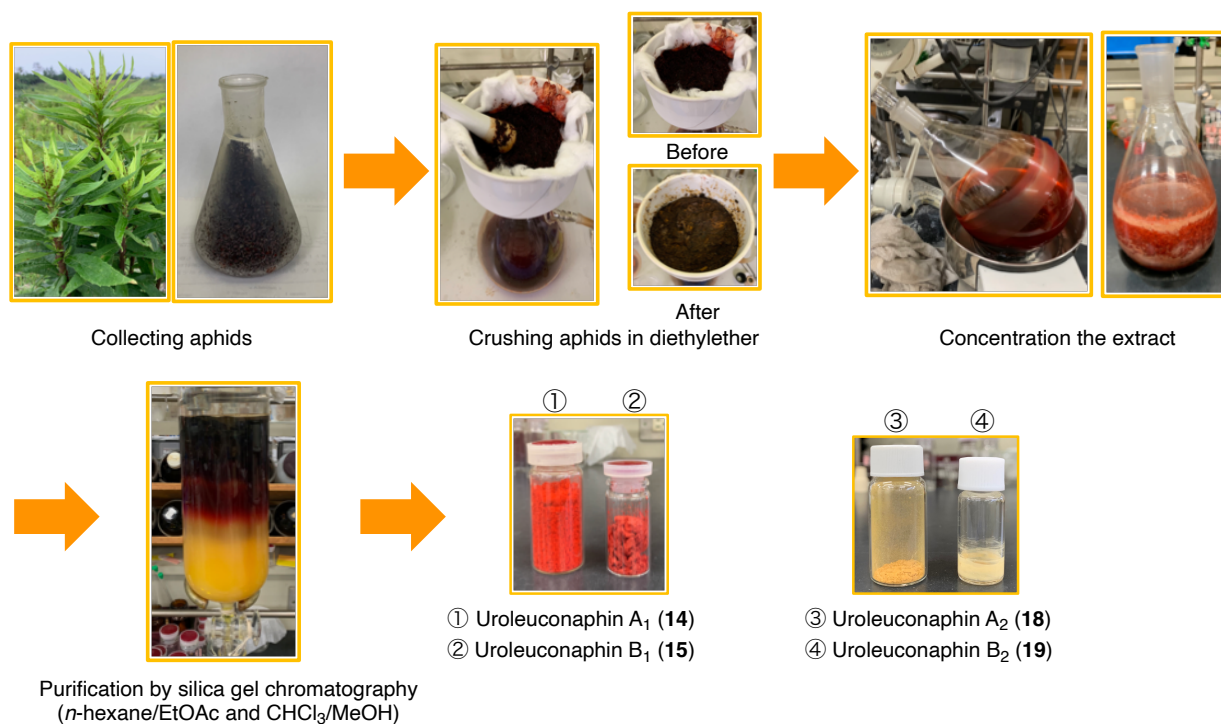 Before
After
Collecting aphids
Crushing aphids in diethylether
Concentration the extract
① ②
③ ④
① Uroleuconaphin A₁ (14)
② Uroleuconaphin B₁ (15)
③ Uroleuconaphin A₂ (18)
④ Uroleuconaphin B₂ (19)
Purification by silica gel chromatography
(n-hexane/EtOAc and CHCl₃/MeOH)